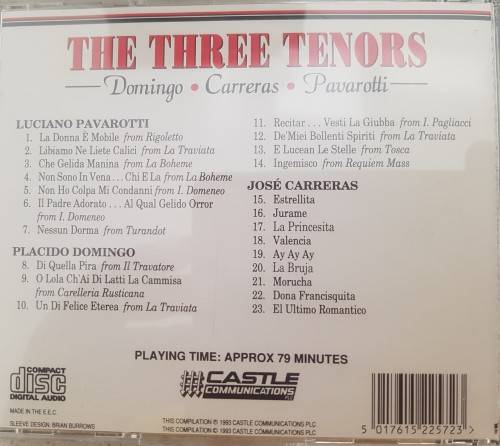 THE THREE TENORS
Domingo • Carreras • Pavarotti
LUCIANO PAVAROTTI
1. La Donna È Mobile from Rigoletto
2. Libiamo Ne Liete Calici from La Traviata
3. Che Gelida Manina from La Boheme
4. Non Sono In Vena . . . Chi E La from La Boheme
5. Non Ho Colpa Mi Condanni from I. Domeneo
6. Il Padre Adorato . . . Al Qual Gelido Orror
from I. Domeneo
7. Nessun Dorma from Turandot
PLACIDO DOMINGO
8. Di Quella Pira from Il Travatore
9. O Lola Ch'Ai Di Latti La Cammisa
from Carelleria Rusticana
10. Un Di Felice Eterea from La Traviata
11. Recitar . . . Vesti La Giubba from I. Pagliacci
12. De'Miei Bollenti Spiriti from La Traviata
13. E Lucean Le Stelle from Tosca
14. Ingemisco from Requiem Mass
JOSÉ CARRERAS
15. Estrellita
16. Jurame
17. La Princesita
18. Valencia
19. Ay Ay Ay
20. La Bruja
21. Morucha
22. Dona Francisquita
23. El Ultimo Romantico
PLAYING TIME: APPROX 79 MINUTES
COMPACT
disc
DIGITAL AUDIO
CASTLE
COMMUNICATIONS
MADE IN THE E.E.C.
SLEEVE DESIGN: BRIAN BURROWS
THIS COMPILATION ℗ 1993 CASTLE COMMUNICATIONS PLC
THIS COMPILATION © 1993 CASTLE COMMUNICATIONS PLC
5 017615 225723 >